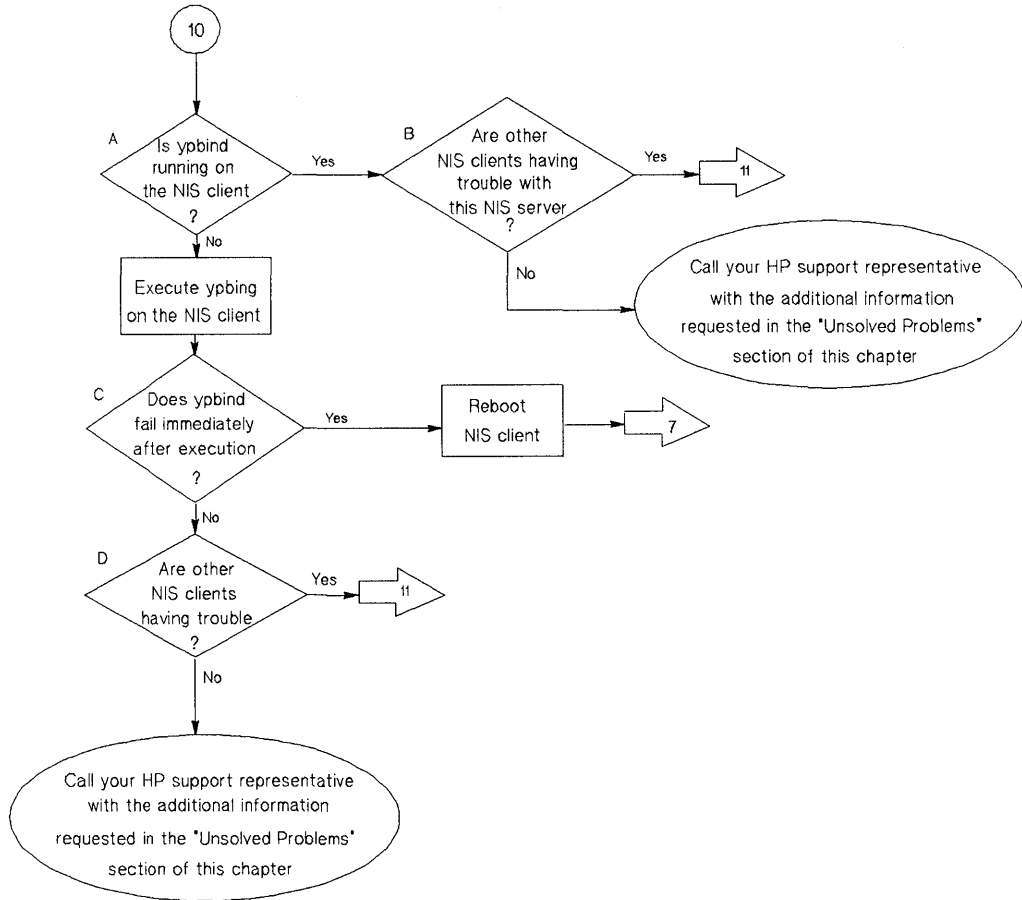 10
A
Is ypbind
running on
the NIS client
?
Yes
B
Are other
NIS clients having
trouble with
this NIS server
?
Yes
11
No
Execute ypbing
on the NIS client
No
Call your HP support representative
with the additional information
requested in the "Unsolved Problems"
section of this chapter
C
Does ypbind
fail immediately
after execution
?
Yes
Reboot
NIS client
7
No
D
Are other
NIS clients
having trouble
?
Yes
11
No
Call your HP support representative
with the additional information
requested in the "Unsolved Problems"
section of this chapter